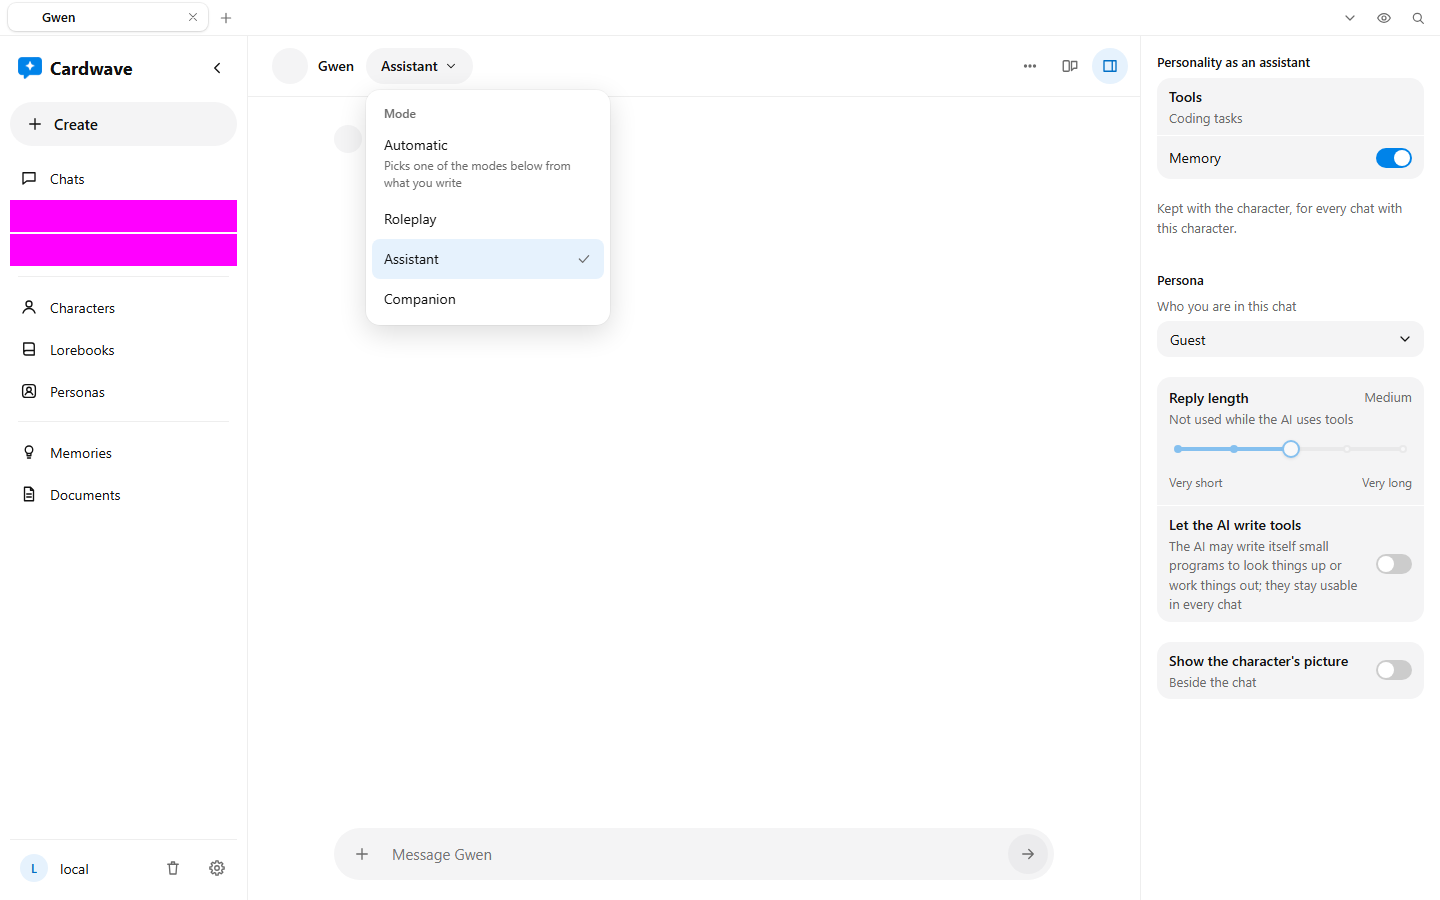 Gwen
Cardwave
Create
Chats
Characters
Lorebooks
Personas
Memories
Documents
L
local
Gwen
Assistant
Mode
Automatic
Picks one of the modes below from
what you write
Roleplay
Assistant
Companion
Message Gwen
Personality as an assistant
Tools
Coding tasks
Memory
Kept with the character, for every chat with
this character.
Persona
Who you are in this chat
Guest
Reply length
Medium
Not used while the AI uses tools
Very short
Very long
Let the AI write tools
The AI may write itself small
programs to look things up or
work things out; they stay usable
in every chat
Show the character's picture
Beside the chat